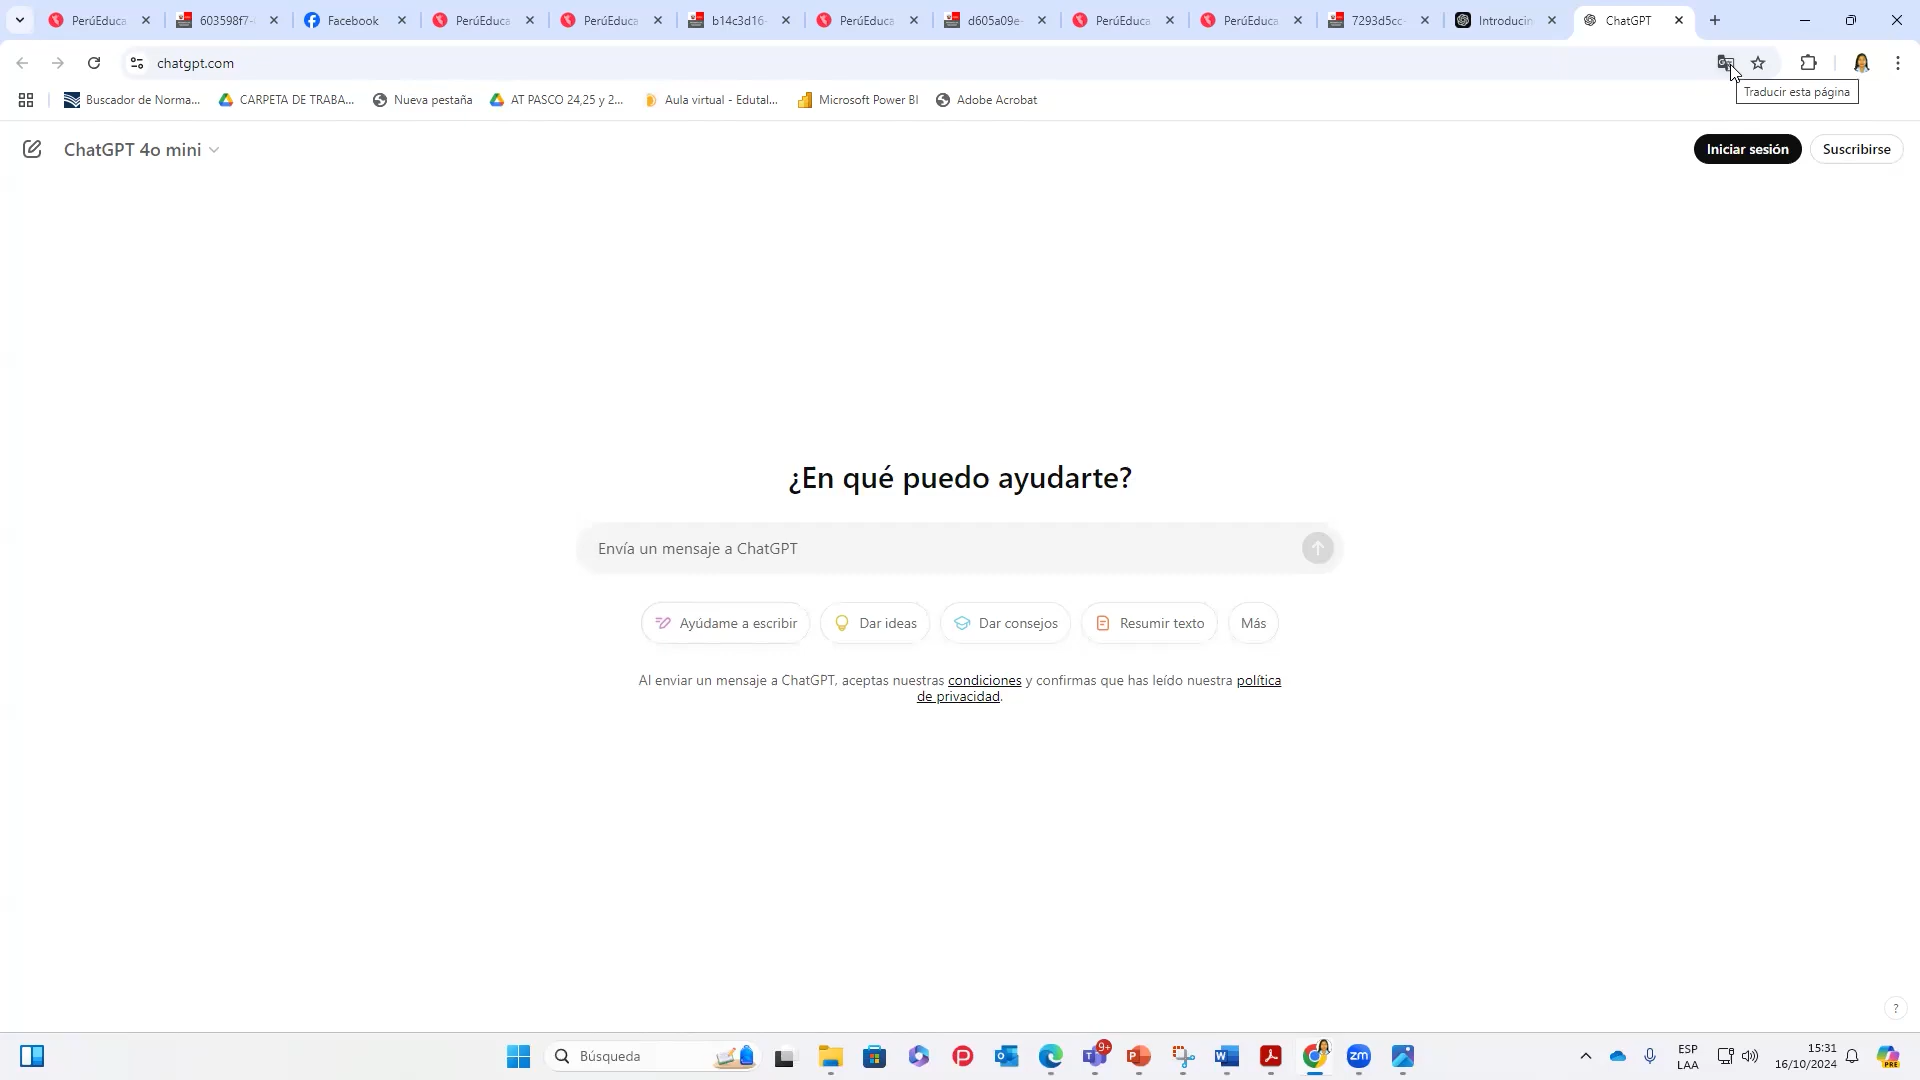 PerúEduca
603598f7-
Facebook
PerúEduca
PerúEduca
b14c3d16-
PerúEduca
d605a09e-
PerúEduca
PerúEduca
7293d5cc-
Introducin
ChatGPT
chatgpt.com
Traducir esta página
Buscador de Norma...
CARPETA DE TRABA...
Nueva pestaña
AT PASCO 24,25 y 2...
Aula virtual - Edutal...
Microsoft Power BI
Adobe Acrobat
ChatGPT 4o mini
Iniciar sesión
Suscribirse
¿En qué puedo ayudarte?
Envía un mensaje a ChatGPT
Ayúdame a escribir
Dar ideas
Dar consejos
Resumir texto
Más
Al enviar un mensaje a ChatGPT, aceptas nuestras condiciones y confirmas que has leído nuestra política
de privacidad.
?
Búsqueda
9+
zm
ESP
LAA
15:31
16/10/2024
PRE